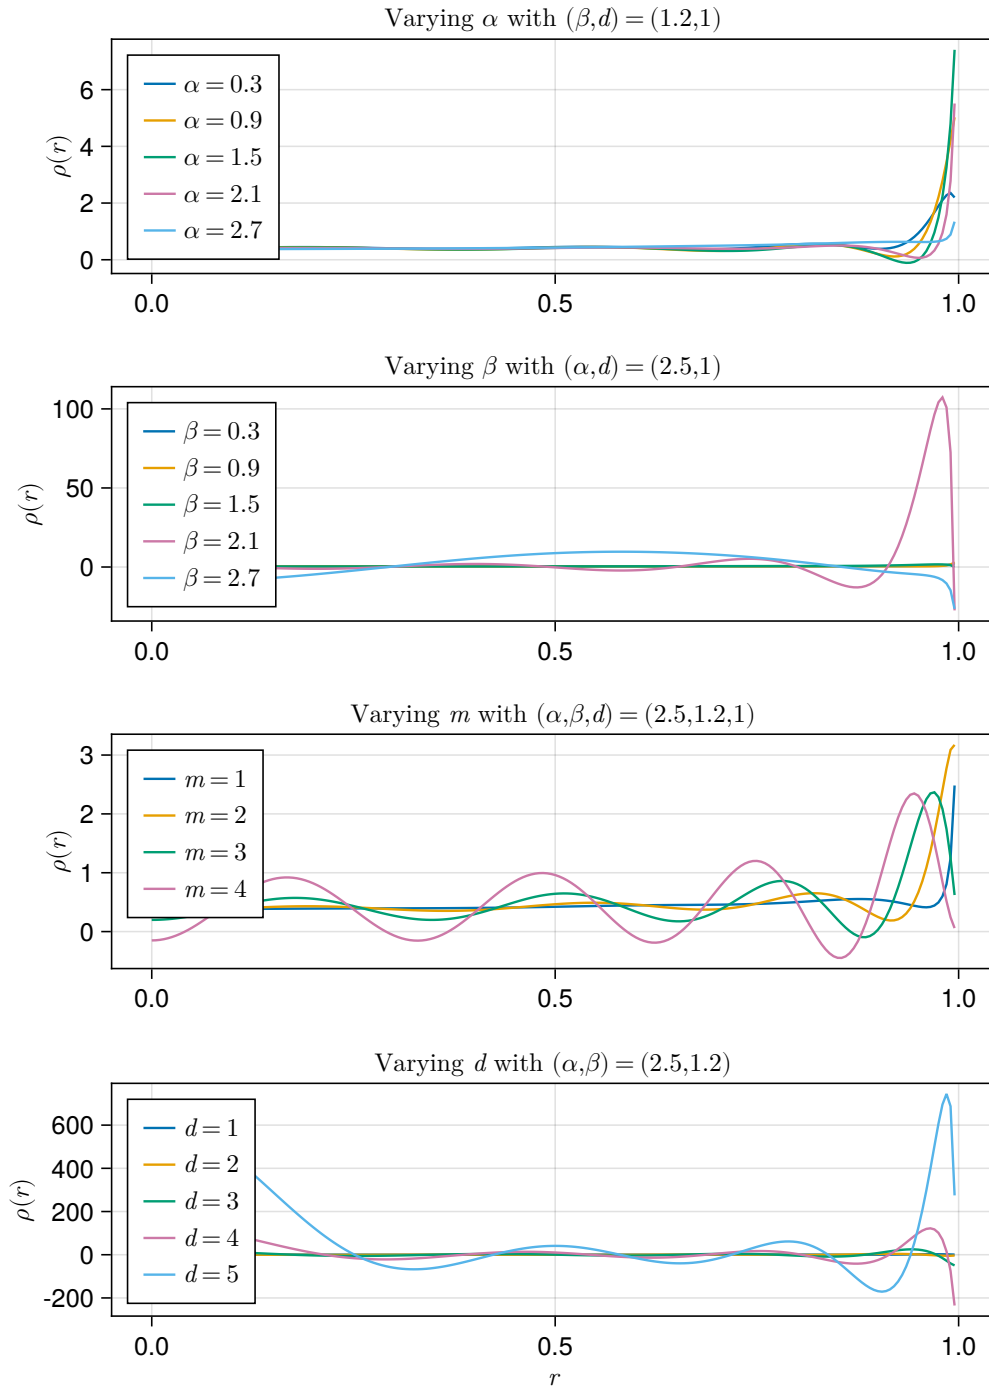 Varying α with (β,d) = (1.2,1)
ρ(r)
6
4
2
0
α = 0.3
α = 0.9
α = 1.5
α = 2.1
α = 2.7
0.0 0.5 1.0
Varying β with (α,d) = (2.5,1)
ρ(r)
100
50
0
β = 0.3
β = 0.9
β = 1.5
β = 2.1
β = 2.7
0.0 0.5 1.0
Varying m with (α,β,d) = (2.5,1.2,1)
ρ(r)
3
2
1
0
m = 1
m = 2
m = 3
m = 4
0.0 0.5 1.0
Varying d with (α,β) = (2.5,1.2)
ρ(r)
600
400
200
0
-200
d = 1
d = 2
d = 3
d = 4
d = 5
0.0 0.5 1.0
r